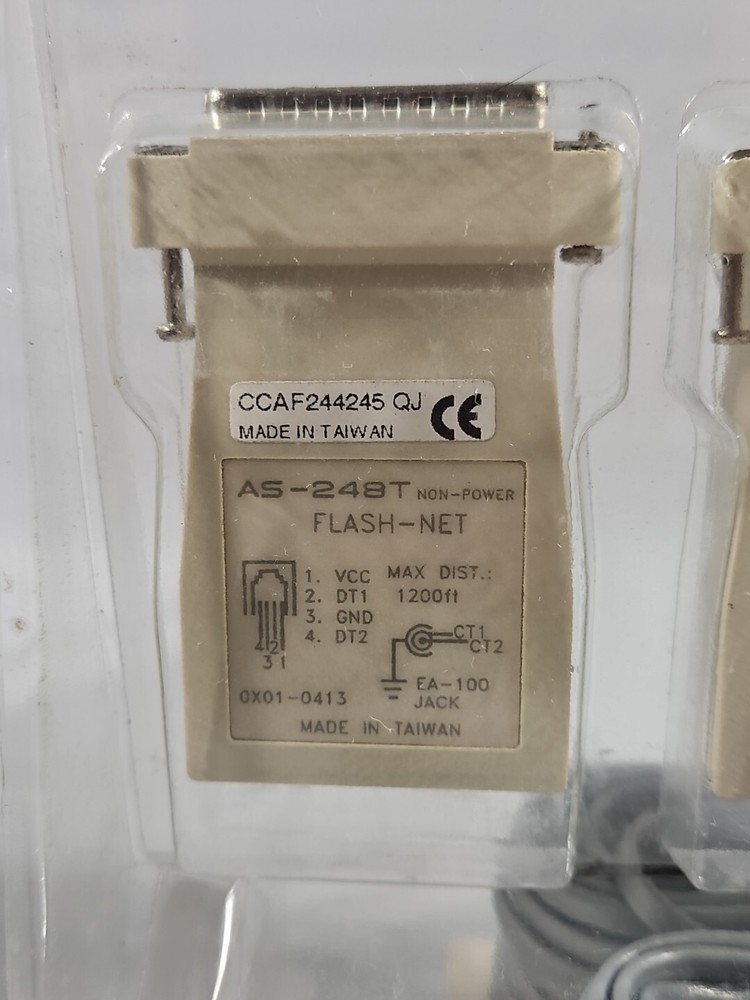 CCAF244245 QJ CE
MADE IN TAIWAN
AS-248T NON-POWER
FLASH-NET
1. VCC MAX DIST.:
2. DT1 1200ft
3. GND
4. DT2
CT1
CT2
4 2
3 1
EA-100
0X01-0413
JACK
MADE IN TAIWAN